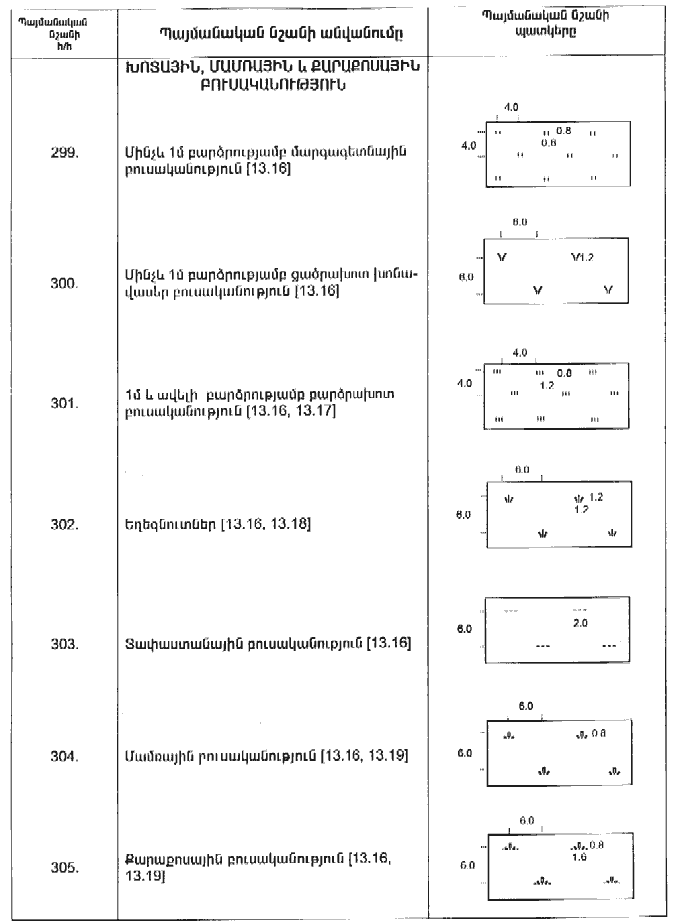 Պայմանական նշանի հ/հ
Պայմանական նշանի անվանումը
Պայմանական նշանի պատկերը
ԽՈՏԱՅԻՆ, ՄԱՄՌԱՅԻՆ և ՔԱՐԱՔՈՍԱՅԻՆ
ԲՈՒՍԱԿԱՆՈՒԹՅՈՒՆ
299.
Մինչև 1մ բարձրությամբ մարգագետնային
բուսականություն [13.16]
4.0
4.0
0.8
0.6
300.
Մինչև 1մ բարձրությամբ ցածրախոտ խոնա-
վասեր բուսականություն [13.16]
6.0
6.0
1.2
301.
1մ և ավելի բարձրությամբ բարձրախոտ
բուսականություն [13.16, 13.17]
4.0
4.0
0.8
1.2
302.
Եղեգնուտներ [13.16, 13.18]
6.0
6.0
1.2
1.2
303.
Տափաստանային բուսականություն [13.16]
6.0
2.0
304.
Մամռային բուսականություն [13.16, 13.19]
6.0
6.0
0.8
305.
Քարաքոսային բուսականություն [13.16,
13.19]
6.0
6.0
0.8
1.6